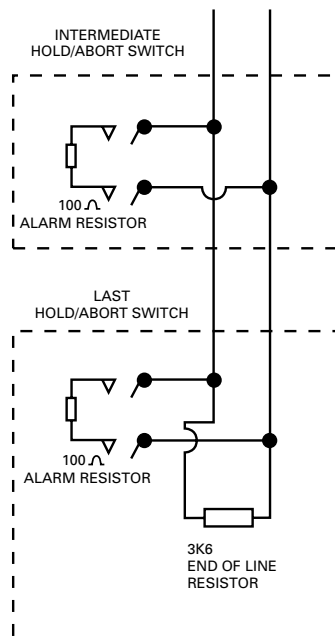 INTERMEDIATE
HOLD/ABORT SWITCH
100 Ω
ALARM RESISTOR
LAST
HOLD/ABORT SWITCH
100 Ω
ALARM RESISTOR
3K6
END OF LINE
RESISTOR